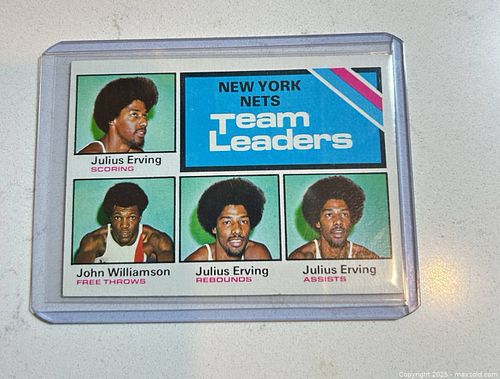 NEW YORK
NETS
Team
Leaders
Julius Erving
SCORING
John Williamson
FREE THROWS
Julius Erving
REBOUNDS
Julius Erving
ASSISTS
Copyright 2025 - maxsold.com